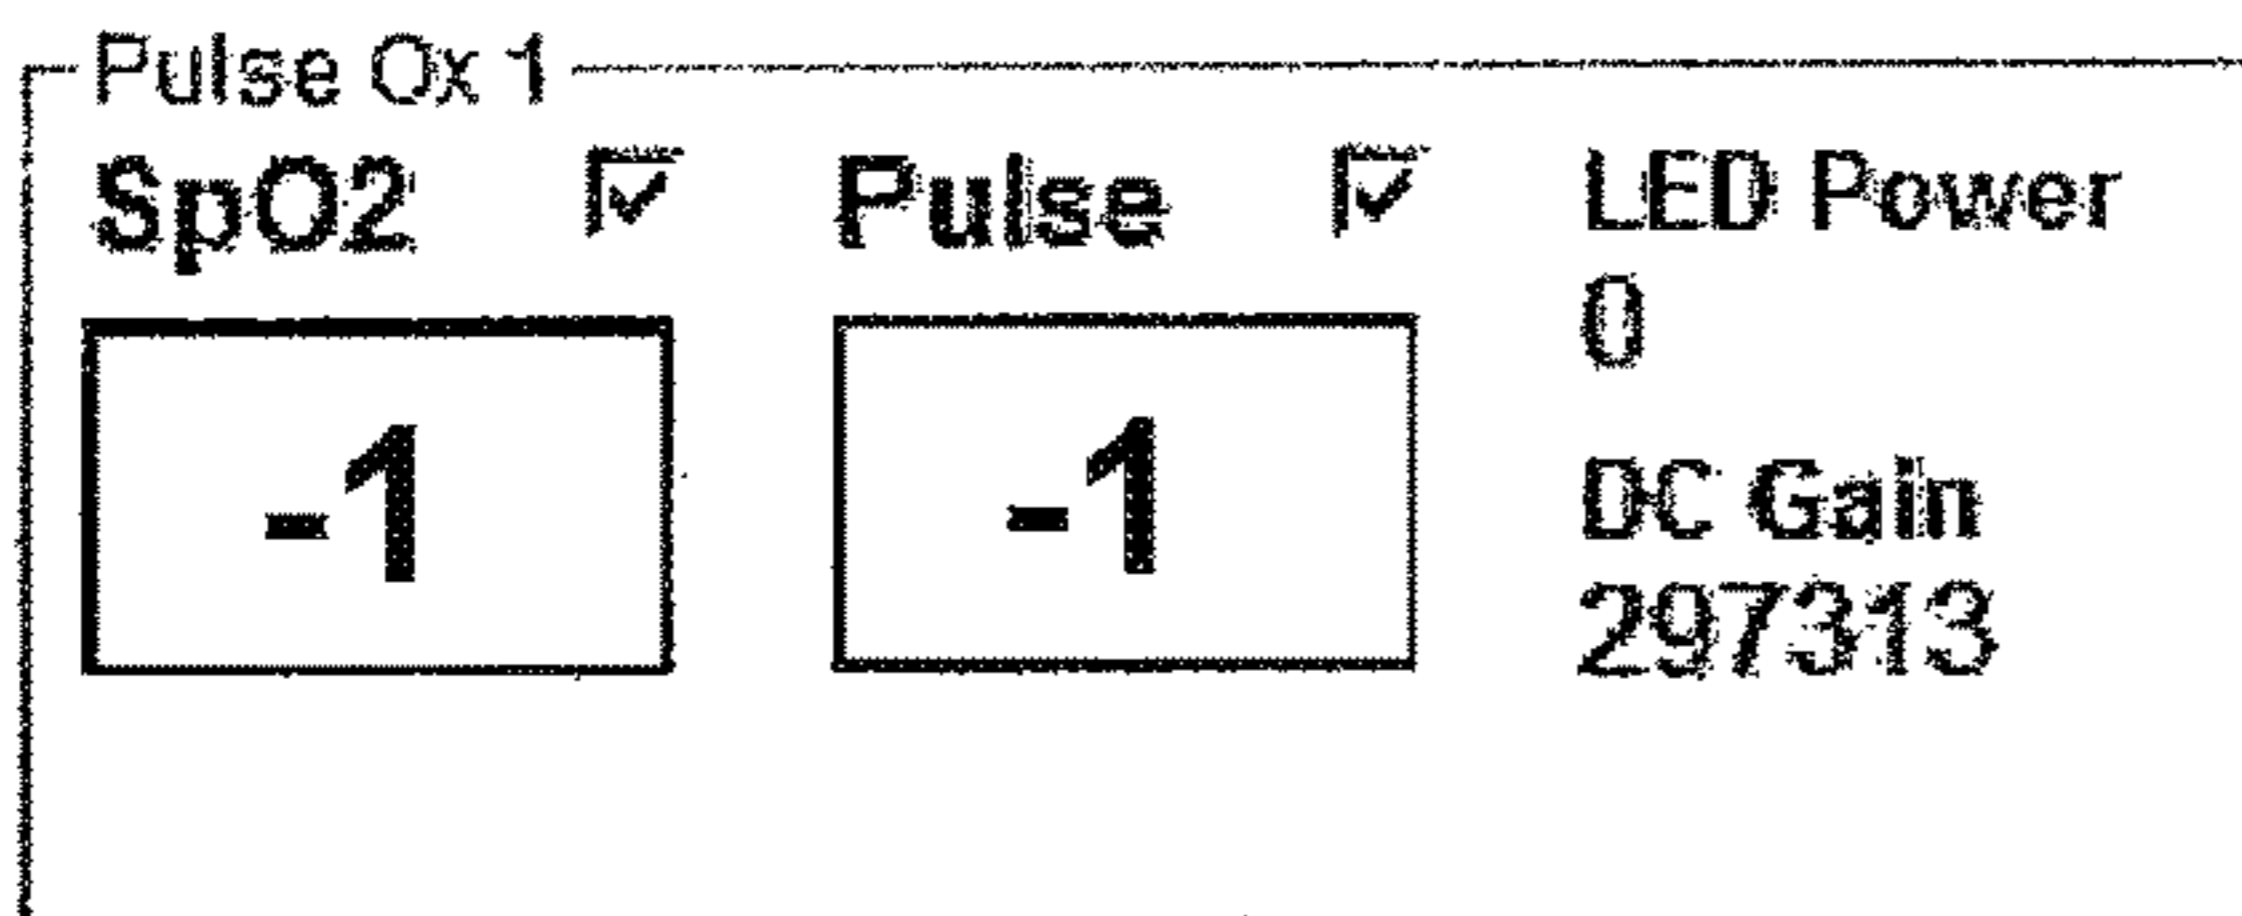 Pulse Ox 1
SpO2 Pulse LED Power
0
-1 -1
DC Gain
297313